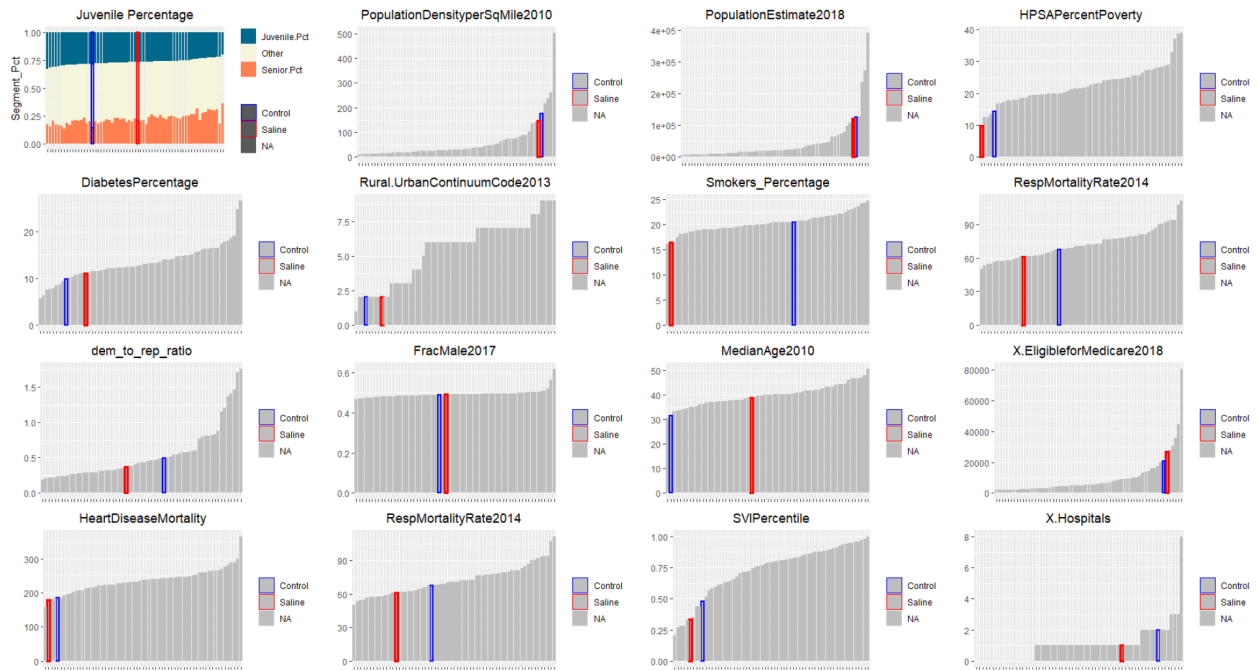 Juvenile Percentage
Segment_Pct
1.00
0.75
0.50
0.25
0.00
Juvenile.Pct
Other
Senior.Pct
Control
Saline
NA
PopulationDensityperSqMile2010
500
400
300
200
100
0
Control
Saline
NA
PopulationEstimate2018
4e+05
3e+05
2e+05
1e+05
0e+00
Control
Saline
NA
HPSAPercentPoverty
40
30
20
10
0
Control
Saline
NA
DiabetesPercentage
20
10
0
Control
Saline
NA
Rural.UrbanContinuumCode2013
7.5
5.0
2.5
0.0
Control
Saline
NA
Smokers_Percentage
25
20
15
10
5
0
Control
Saline
NA
RespMortalityRate2014
90
60
30
0
Control
Saline
NA
dem_to_rep_ratio
1.5
1.0
0.5
0.0
Control
Saline
NA
FracMale2017
0.6
0.4
0.2
0.0
Control
Saline
NA
MedianAge2010
50
40
30
20
10
0
Control
Saline
NA
X.EligibleforMedicare2018
80000
60000
40000
20000
0
Control
Saline
NA
HeartDiseaseMortality
300
200
100
0
Control
Saline
NA
RespMortalityRate2014
90
60
30
0
Control
Saline
NA
SVIPercentile
1.00
0.75
0.50
0.25
0.00
Control
Saline
NA
X.Hospitals
8
6
4
2
0
Control
Saline
NA